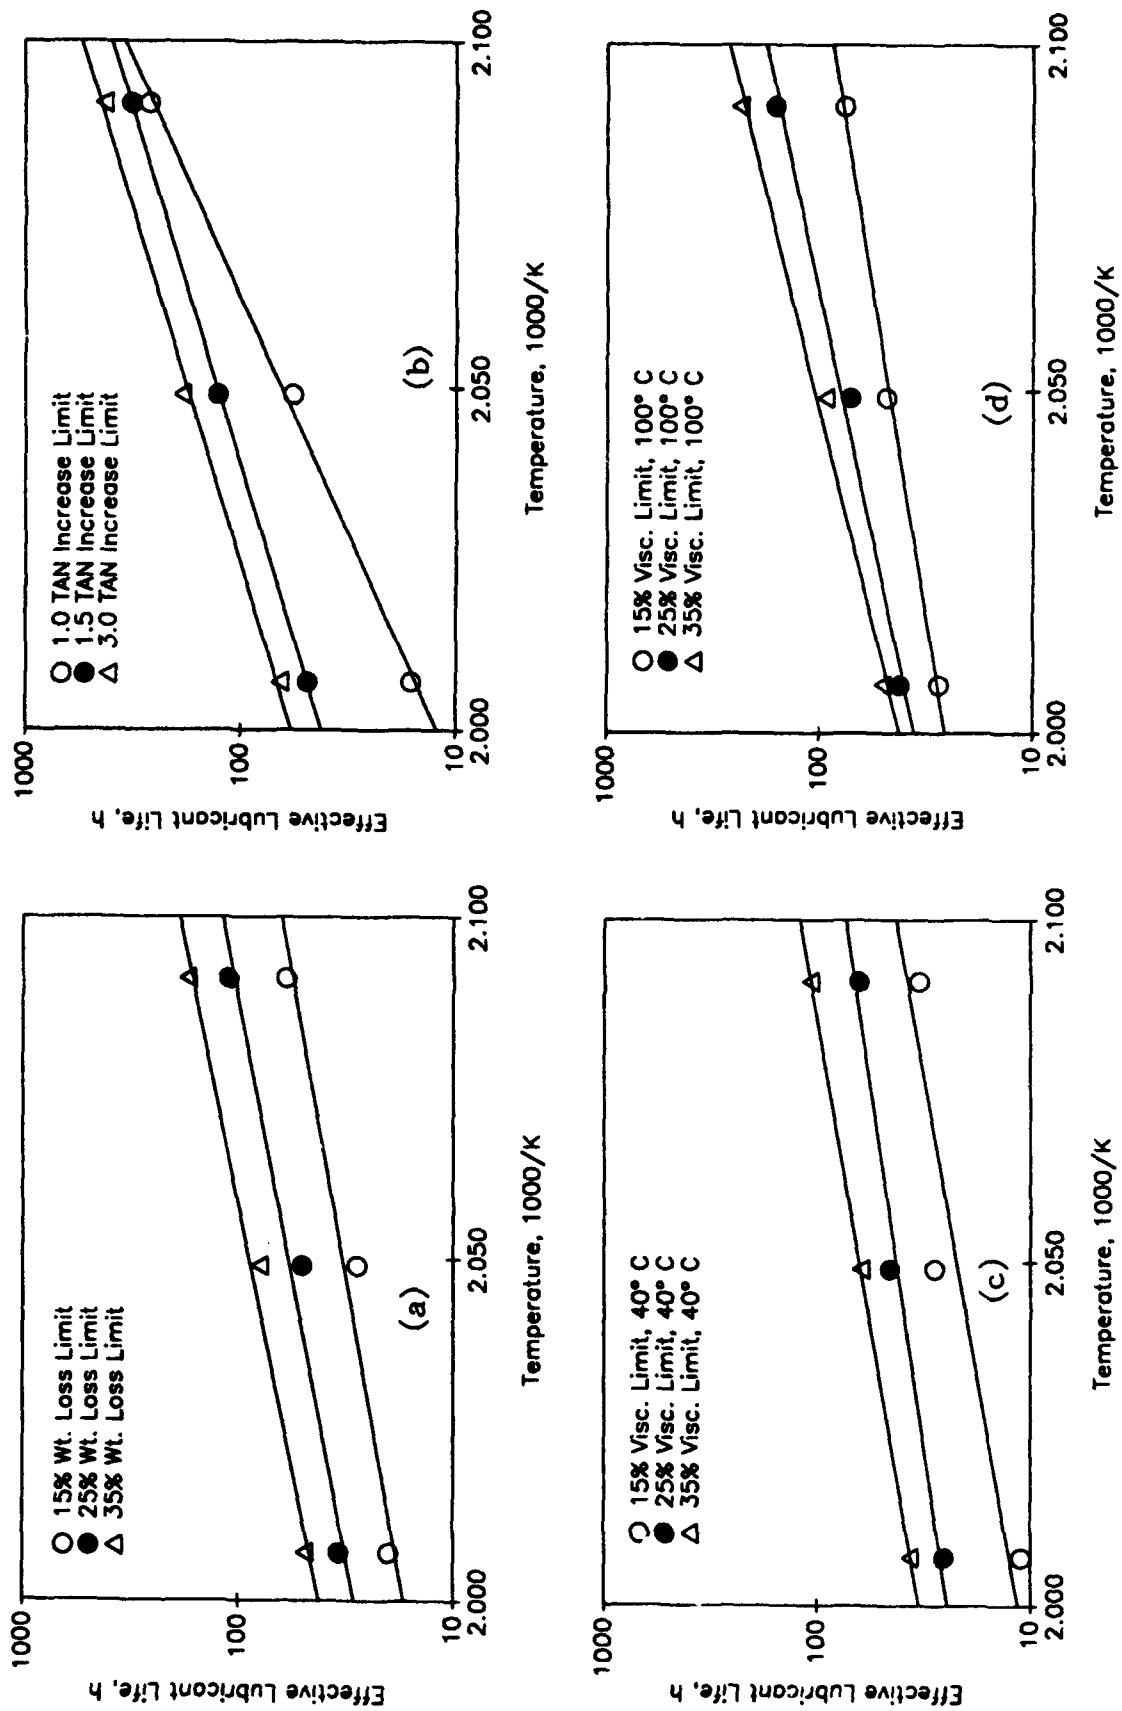 1000
100
10
Effective Lubricant Life, h
○ 15% Wt. Loss Limit
● 25% Wt. Loss Limit
△ 35% Wt. Loss Limit
(a)
2.000
2.050
2.100
Temperature, 1000/K
1000
100
10
Effective Lubricant Life, h
○ 1.0 TAN Increase Limit
● 1.5 TAN Increase Limit
△ 3.0 TAN Increase Limit
(b)
2.000
2.050
2.100
Temperature, 1000/K
1000
100
10
Effective Lubricant Life, h
○ 15% Visc. Limit, 40° C
● 25% Visc. Limit, 40° C
△ 35% Visc. Limit, 40° C
(c)
2.000
2.050
2.100
Temperature, 1000/K
1000
100
10
Effective Lubricant Life, h
○ 15% Visc. Limit, 100° C
● 25% Visc. Limit, 100° C
△ 35% Visc. Limit, 100° C
(d)
2.000
2.050
2.100
Temperature, 1000/K